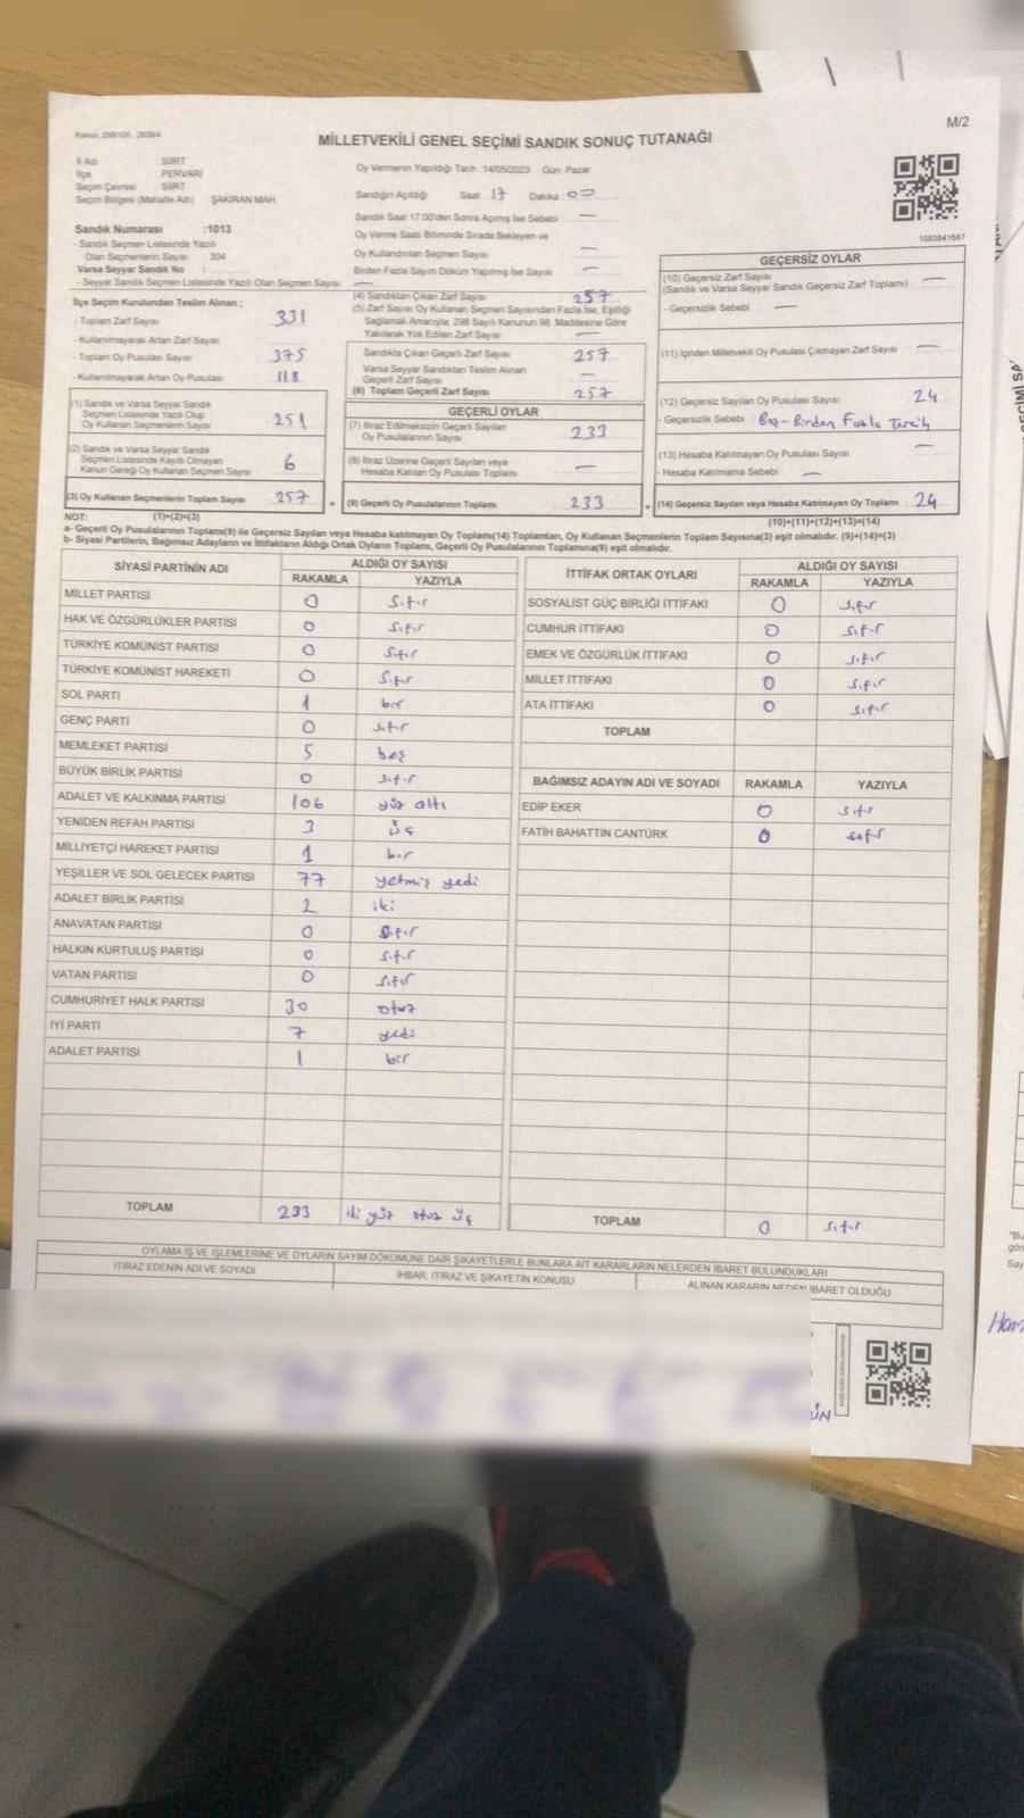 M/2
MİLLETVEKİLİ GENEL SEÇİMİ SANDIK SONUÇ TUTANAĞI
İl Adı SİİRT
İlçe PERVARİ
Seçim Çevresi SİİRT
Seçim Bölgesi (Mahalle Adı) ŞAKİRAN MAH.
Sandık Numarası :1013
- Sandık Seçmen Listesinde Yazılı
Olan Seçmenlerin Sayısı 304
Varsa Seyyar Sandık No :
- Seyyar Sandık Seçmen Listesinde Yazılı Olan Seçmen Sayısı
İlçe Seçim Kurulundan Teslim Alınan ;
- Toplam Zarf Sayısı 331
- Kullanılmayarak Artan Zarf Sayısı
- Toplam Oy Pusulası Sayısı 375
- Kullanılmayarak Artan Oy Pusulası 118
(1) Sandık ve Varsa Seyyar Sandık
Seçmen Listesinde Yazılı Olup
Oy Kullanan Seçmenlerin Sayısı 251
(2) Sandık ve Varsa Seyyar Sandık
Seçmen Listesinde Kaydı Olmayan
Kanun Gereği Oy Kullanan Seçmen Sayısı 6
(3) Oy Kullanan Seçmenlerin Toplam Sayısı 257
Oy Vermenin Yapıldığı Tarih :14/05/2023 Gün Pazar
Sandığın Açıldığı Saat 17 Dakika 00
Sandık Saat 17.00'den Sonra Açılmış İse Sebebi —
Oy Verme Saati Bitiminde Sırada Bekleyen ve
Oy Kullandırılan Seçmen Sayısı —
Birden Fazla Sayım Döküm Yapılmış İse Sayısı —
(4) Sandıktan Çıkan Zarf Sayısı 257
(5) Zarf Sayısı Oy Kullanan Seçmen Sayısından Fazla İse, Eşitliği
Sağlamak Amacıyla, 298 Sayılı Kanunun 98. Maddesine Göre
Yakılarak Yok Edilen Zarf Sayısı —
Sandıkta Çıkan Geçerli Zarf Sayısı 257
Varsa Seyyar Sandıktan Teslim Alınan
Geçerli Zarf Sayısı —
(6) Toplam Geçerli Zarf Sayısı 257
GEÇERLİ OYLAR
(7) İtiraz Edilmeksizin Geçerli Sayılan
Oy Pusulalarının Sayısı 233
(8) İtiraz Üzerine Geçerli Sayılan veya
Hesaba Katılan Oy Pusulaları Toplamı —
(9) Geçerli Oy Pusulalarının Toplamı 233
1083841687
GEÇERSİZ OYLAR
(10) Geçersiz Zarf Sayısı
(Sandık ve Varsa Seyyar Sandık Geçersiz Zarf Toplamı) —
- Geçersizlik Sebebi —
(11) İçinden Milletvekili Oy Pusulası Çıkmayan Zarf Sayısı —
(12) Geçersiz Sayılan Oy Pusulası Sayısı 24
- Geçersizlik Sebebi Birden Fazla Tercih
(13) Hesaba Katılmayan Oy Pusulası Sayısı —
- Hesaba Katılmama Sebebi —
(14) Geçersiz Sayılan veya Hesaba Katılmayan Oy Toplamı 24
NOT: (1)+(2)=(3) (10)+(11)+(12)+(13)=(14)
a- Geçerli Oy Pusulalarının Toplamı(9) ile Geçersiz Sayılan veya Hesaba katılmayan Oy Toplamı(14) Toplamları, Oy Kullanan Seçmenlerin Toplam Sayısına(3) eşit olmalıdır. (9)+(14)=(3)
b- Siyasi Partilerin, Bağımsız Adayların ve İttifakların Aldığı Ortak Oyların Toplamı, Geçerli Oy Pusulalarının Toplamına(9) eşit olmalıdır.
SİYASİ PARTİNİN ADI ALDIĞI OY SAYISI
RAKAMLA YAZIYLA
MİLLET PARTİSİ 0 sıfır
HAK VE ÖZGÜRLÜKLER PARTİSİ 0 sıfır
TÜRKİYE KOMÜNİST PARTİSİ 0 sıfır
TÜRKİYE KOMÜNİST HAREKETİ 0 sıfır
SOL PARTİ 1 bir
GENÇ PARTİ 0 sıfır
MEMLEKET PARTİSİ 5 beş
BÜYÜK BİRLİK PARTİSİ 0 sıfır
ADALET VE KALKINMA PARTİSİ 106 yüz altı
YENİDEN REFAH PARTİSİ 3 üç
MİLLİYETÇİ HAREKET PARTİSİ 1 bir
YEŞİLLER VE SOL GELECEK PARTİSİ 77 yetmiş yedi
ADALET BİRLİK PARTİSİ 2 iki
ANAVATAN PARTİSİ 0 sıfır
HALKIN KURTULUŞ PARTİSİ 0 sıfır
VATAN PARTİSİ 0 sıfır
CUMHURİYET HALK PARTİSİ 30 otuz
İYİ PARTİ 7 yedi
ADALET PARTİSİ 1 bir
TOPLAM 233 iki yüz otuz üç
İTTİFAK ORTAK OYLARI ALDIĞI OY SAYISI
RAKAMLA YAZIYLA
SOSYALİST GÜÇ BİRLİĞİ İTTİFAKI 0 sıfır
CUMHUR İTTİFAKI 0 sıfır
EMEK VE ÖZGÜRLÜK İTTİFAKI 0 sıfır
MİLLET İTTİFAKI 0 sıfır
ATA İTTİFAKI 0 sıfır
TOPLAM
BAĞIMSIZ ADAYIN ADI VE SOYADI RAKAMLA YAZIYLA
EDİP EKER 0 sıfır
FATİH BAHATTİN CANTÜRK 0 sıfır
TOPLAM 0 sıfır
OYLAMA İŞ VE İŞLEMLERİNE VE OYLARIN SAYIM DÖKÜMÜNE DAİR ŞİKAYETLERLE BUNLARA AİT KARARLARIN NELERDEN İBARET BULUNDUKLARI
İTİRAZ EDENİN ADI VE SOYADI İHBAR, İTİRAZ VE ŞİKAYETİN KONUSU ALINAN KARARIN NEDEN İBARET OLDUĞU